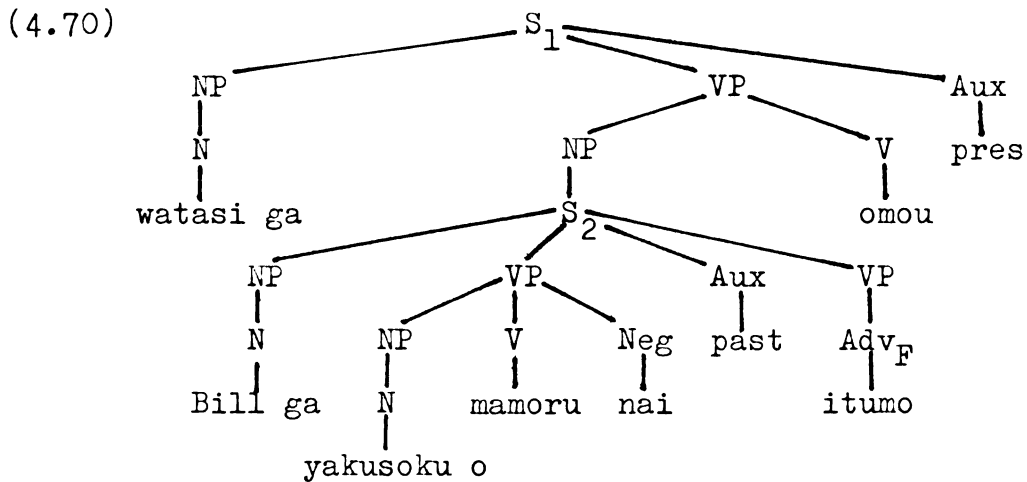 (4.70) S1
NP VP Aux
N NP V pres
watasi ga S2 omou
NP VP Aux VP
N NP V Neg past AdvF
Bill ga N mamoru nai itumo
yakusoku o